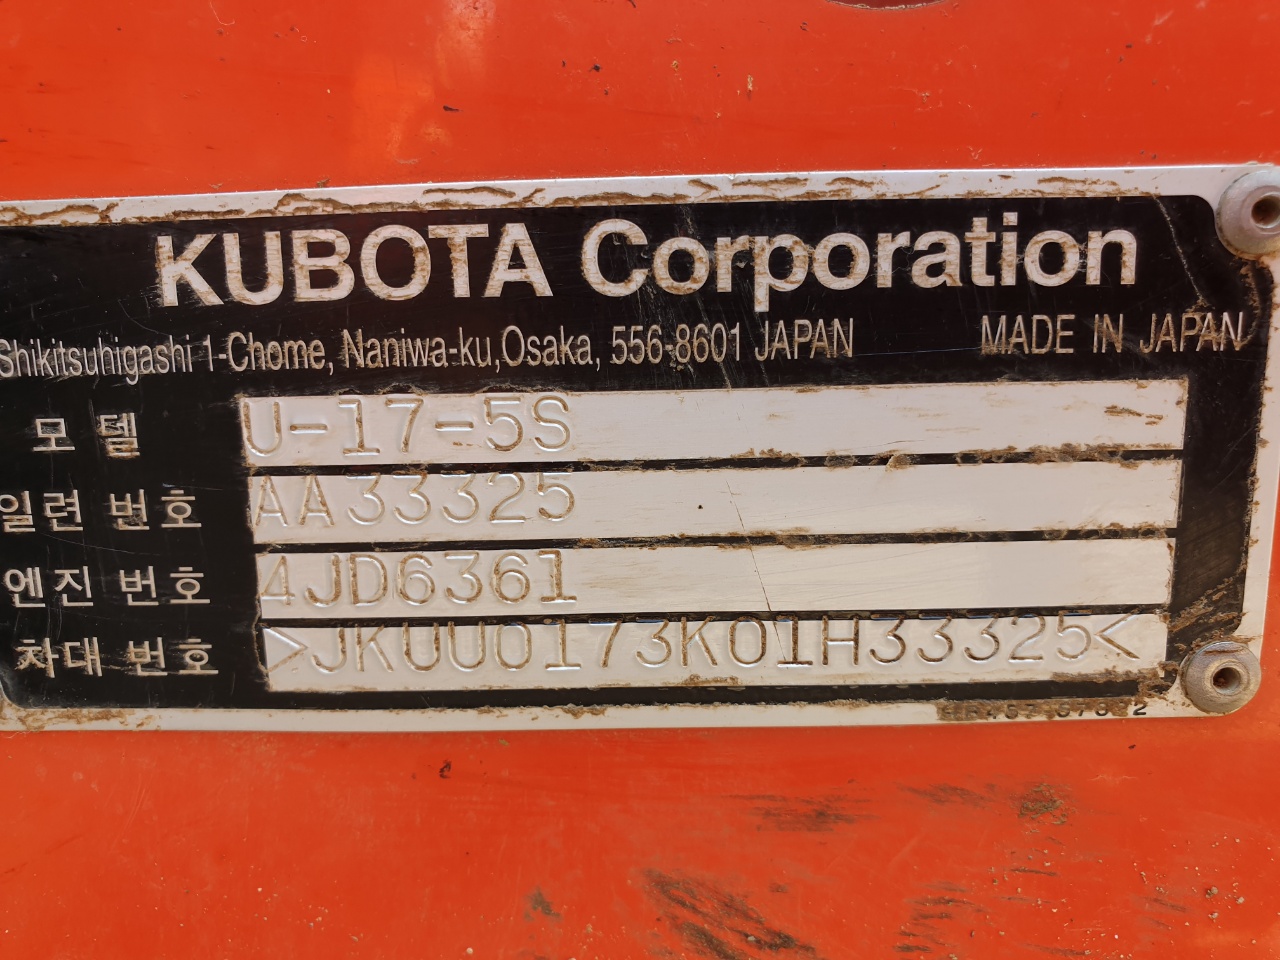 KUBOTA Corporation
Shikitsuhigashi 1-Chome, Naniwa-ku, Osaka, 556-8601 JAPAN MADE IN JAPAN
모델 U-17-5S
일련 번호 AA33325
엔진 번호 4JD6361
차대 번호 >JKUU0173K01H33325<